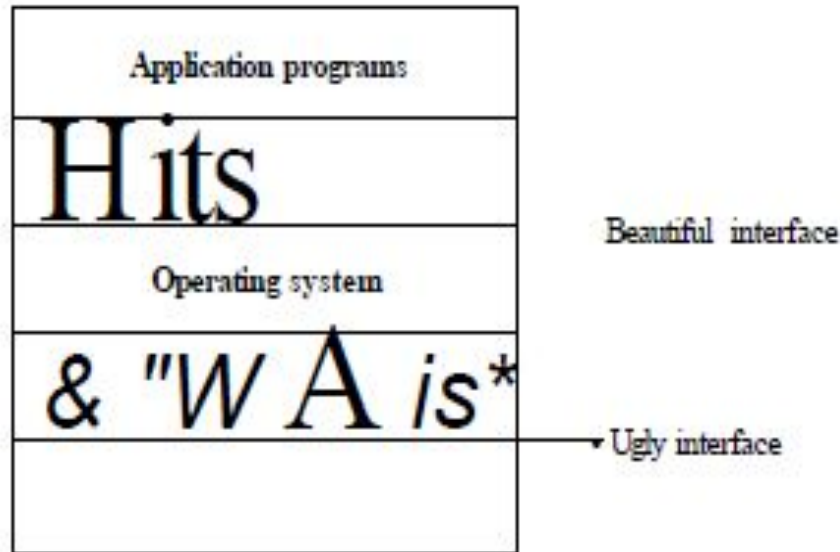 Application programs
Hits
Beautiful interface
Operating system
& "W A is*
Ugly interface